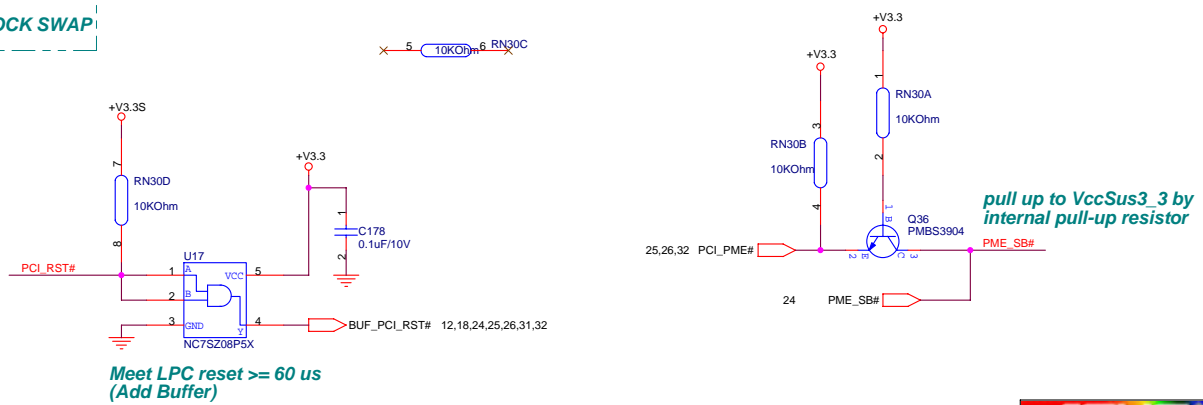 OCK SWAP
5 10KOhm 6 RN30C
+V3.3S
7
RN30D
10KOhm
8
PCI_RST#
+V3.3
1
C178
0.1uF/10V
2
U17
1 A VCC 5
2 B
3 GND Y 4
NC7SZ08P5X
BUF_PCI_RST# 12,18,24,25,26,31,32
Meet LPC reset >= 60 us
(Add Buffer)
+V3.3
+V3.3
1
RN30A
10KOhm
2
3
RN30B
10KOhm
4
pull up to VccSus3_3 by
internal pull-up resistor
Q36
PMBS3904
1 B
25,26,32 PCI_PME#
2 E C 3
PME_SB#
24 PME_SB#